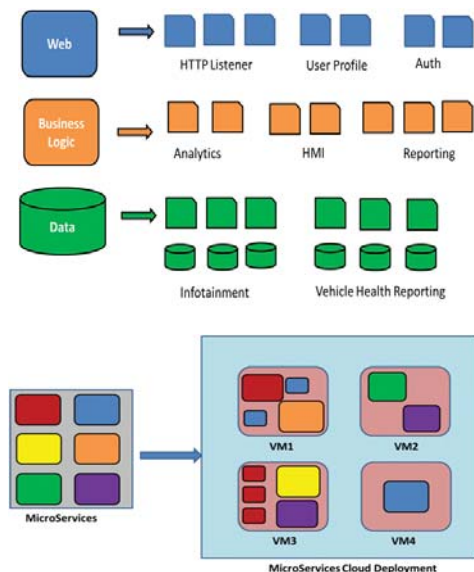 Web
HTTP Listener
User Profile
Auth
Business
Logic
Analytics
HMI
Reporting
Data
Infotainment
Vehicle Health Reporting
MicroServices
VM1
VM2
VM3
VM4
MicroServices Cloud Deployment